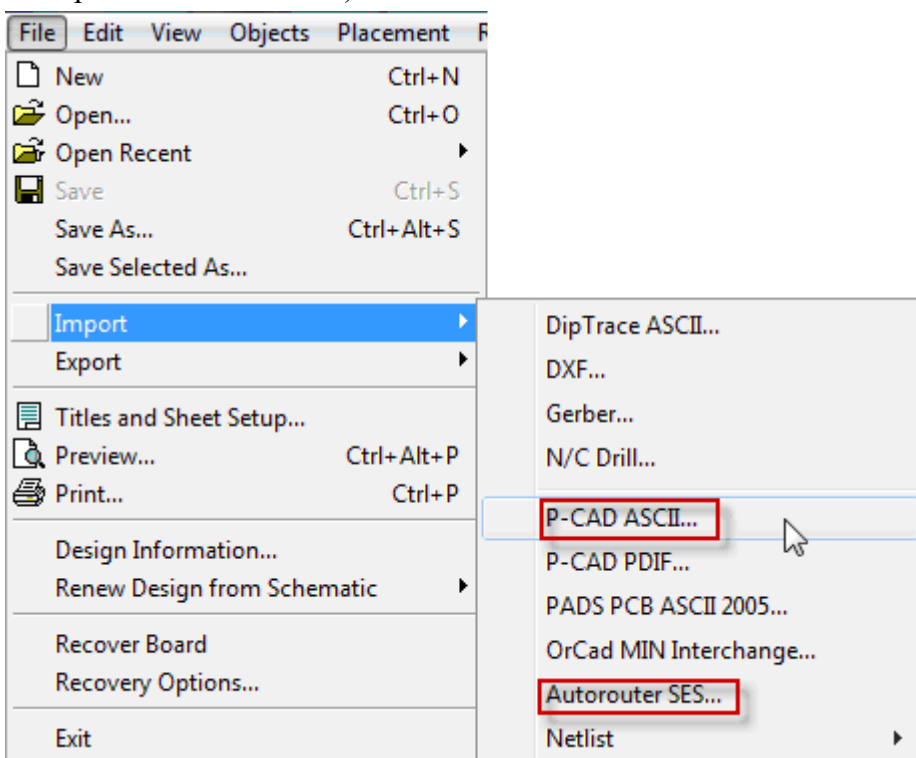 File Edit View Objects Placement
New Ctrl+N
Open... Ctrl+O
Open Recent
Save Ctrl+S
Save As... Ctrl+Alt+S
Save Selected As...
Import
Export
Titles and Sheet Setup...
Preview... Ctrl+Alt+P
Print... Ctrl+P
Design Information...
Renew Design from Schematic
Recover Board
Recovery Options...
Exit
DipTrace ASCII...
DXF...
Gerber...
N/C Drill...
P-CAD ASCII...
P-CAD PDIF...
PADS PCB ASCII 2005...
OrCad MIN Interchange...
Autorouter SES...
Netlist